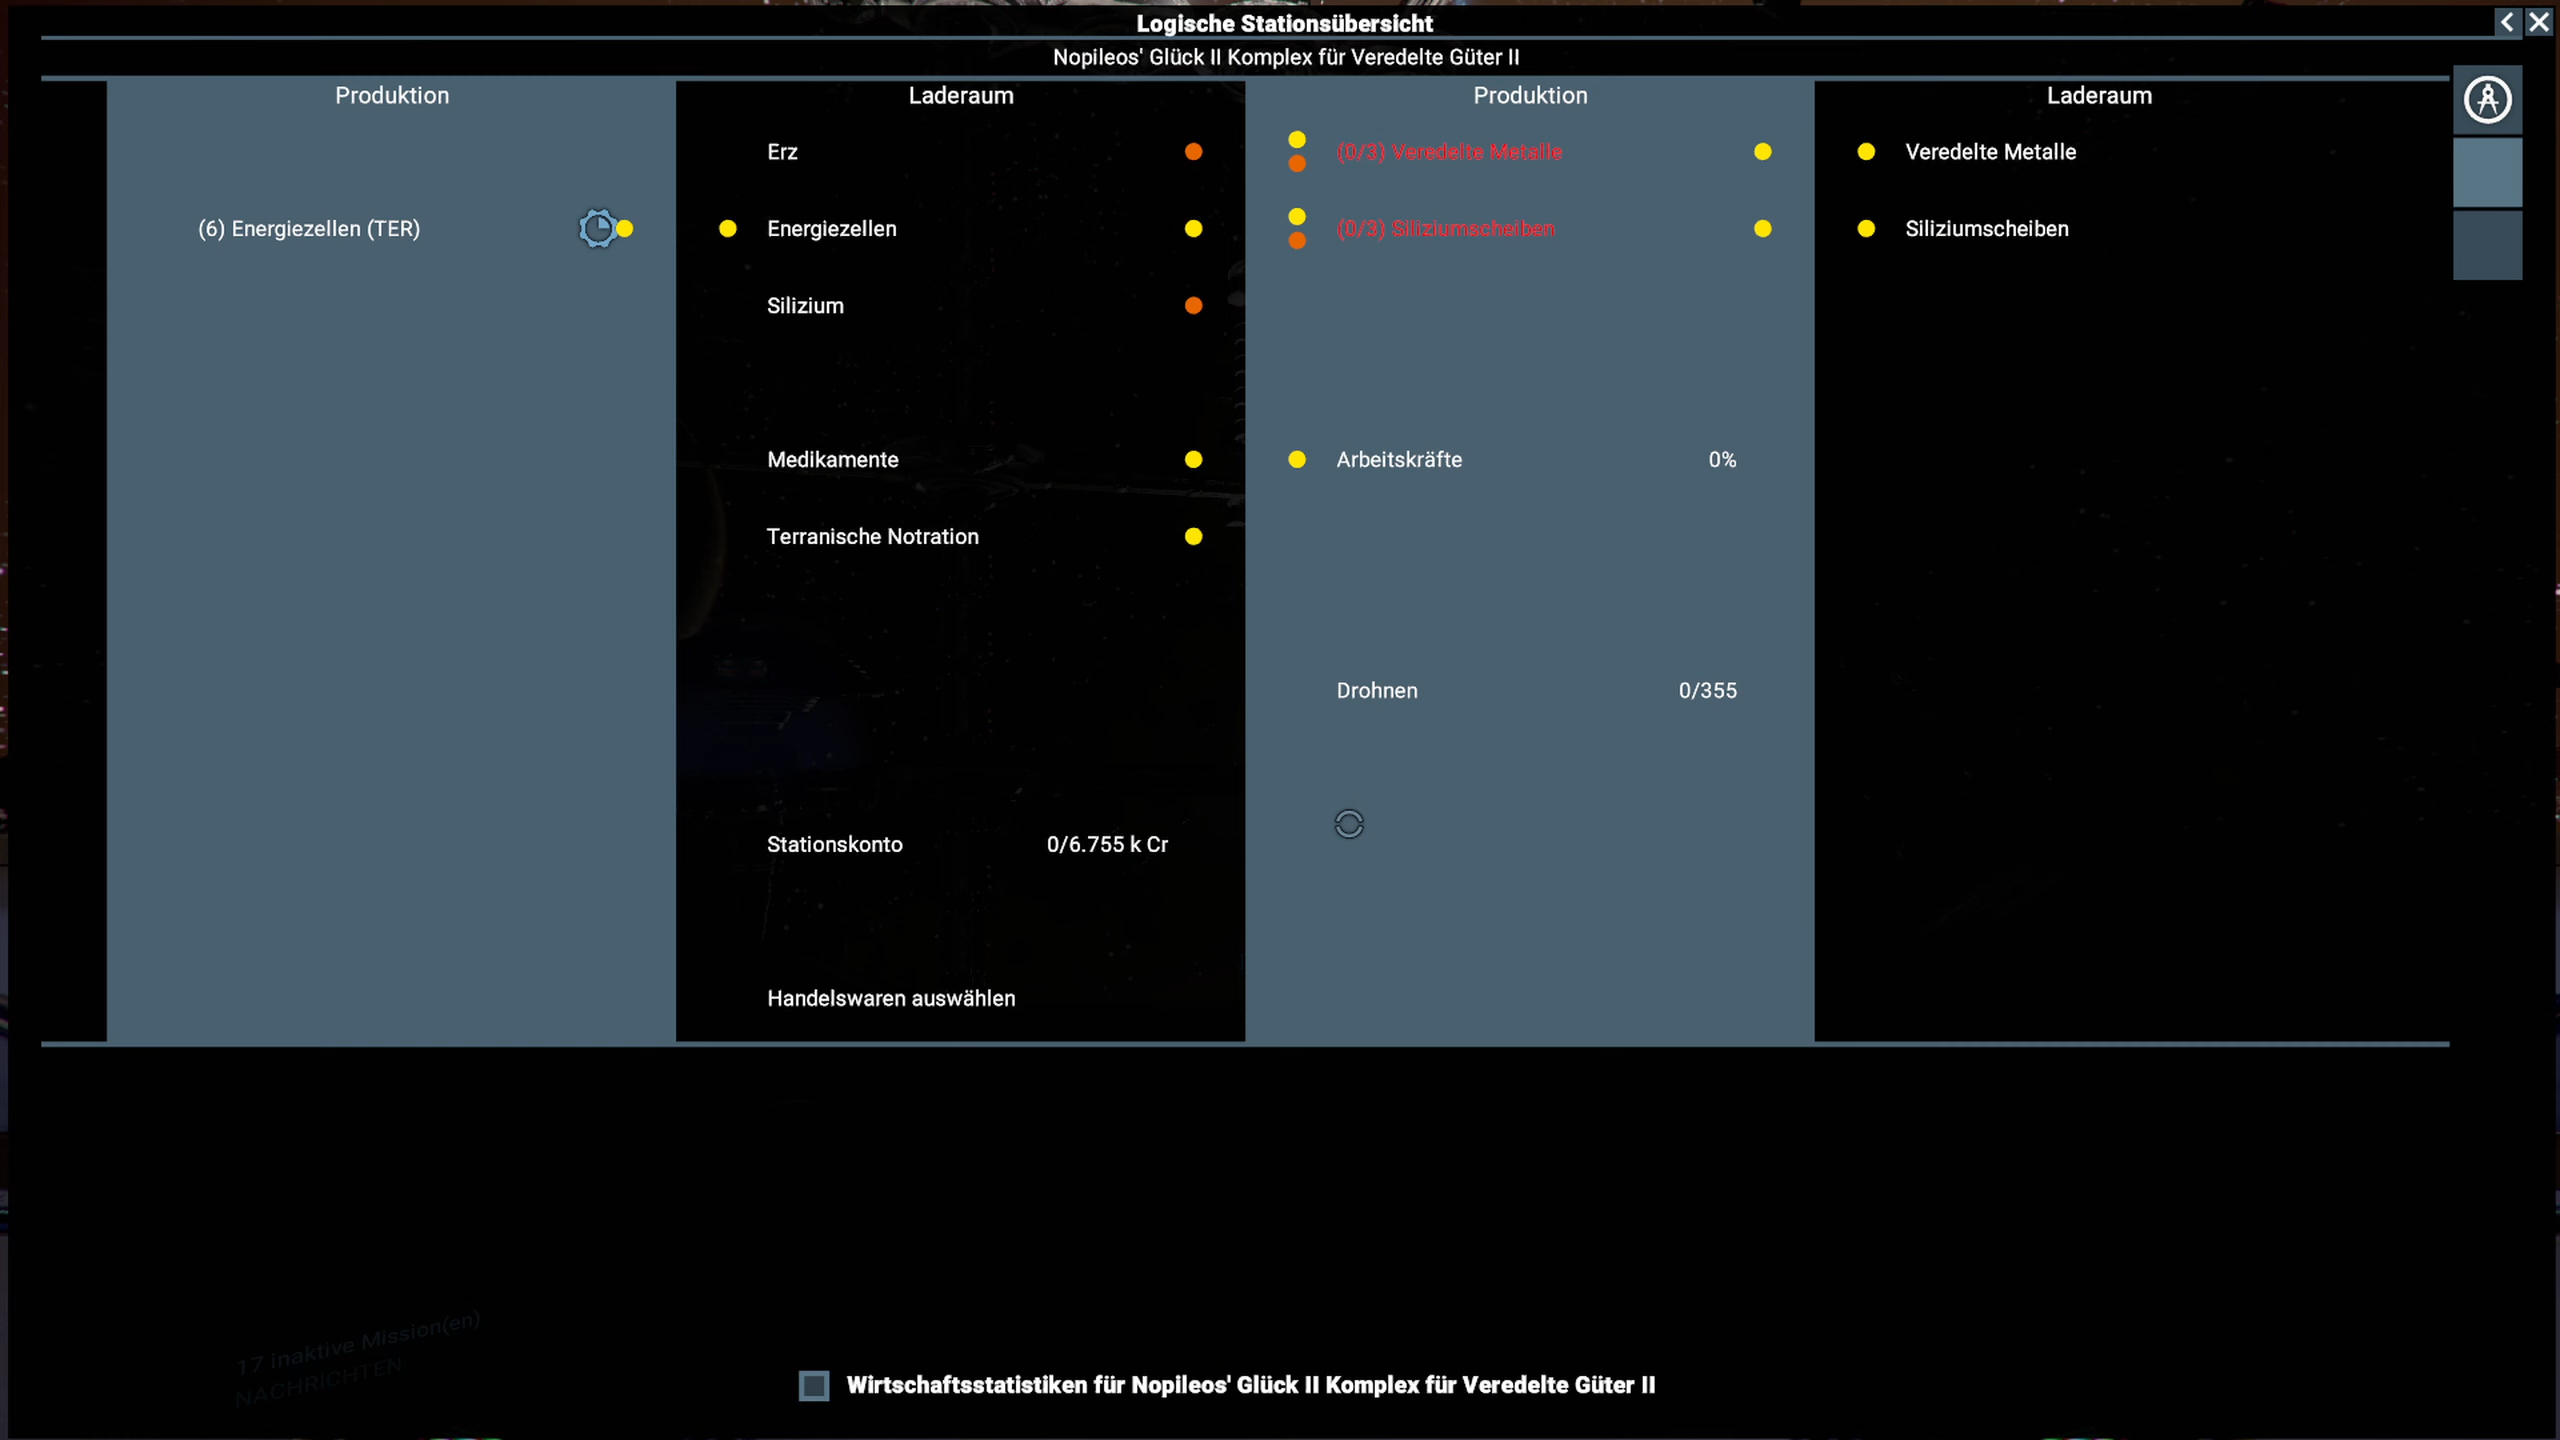 Logische Stationsübersicht
Nopileos' Glück II Komplex für Veredelte Güter II
Produktion
(6) Energiezellen (TER)
Laderaum
Erz
Energiezellen
Silizium
Medikamente
Terranische Notration
Stationskonto 0/6.755 k Cr
Handelswaren auswählen
Produktion
(0/3) Veredelte Metalle
(0/3) Siliziumscheiben
Arbeitskräfte 0%
Drohnen 0/355
Laderaum
Veredelte Metalle
Siliziumscheiben
17 inaktive Mission(en)
NACHRICHTEN
Wirtschaftsstatistiken für Nopileos' Glück II Komplex für Veredelte Güter II